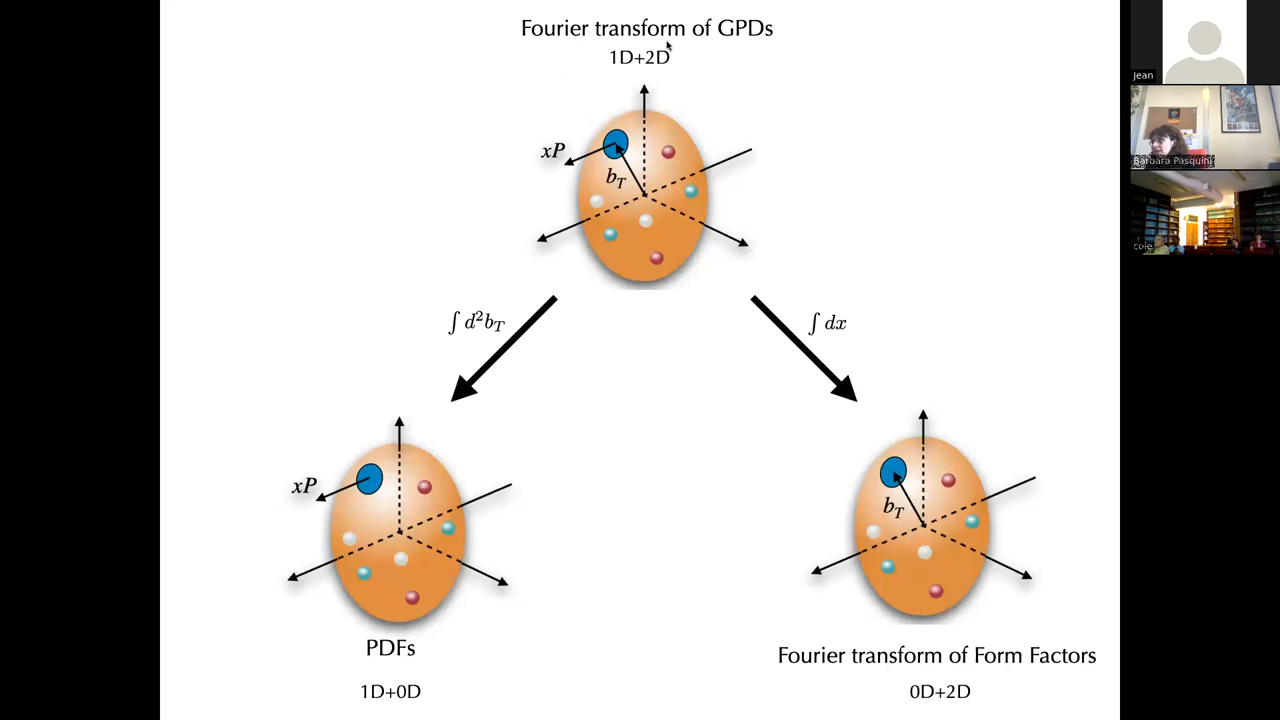 Fourier transform of GPDs
1D+2D
xP
b_T
∫ d²b_T
∫ dx
xP
b_T
PDFs
1D+0D
Fourier transform of Form Factors
0D+2D
Jean
Barbara Pasquini
cole